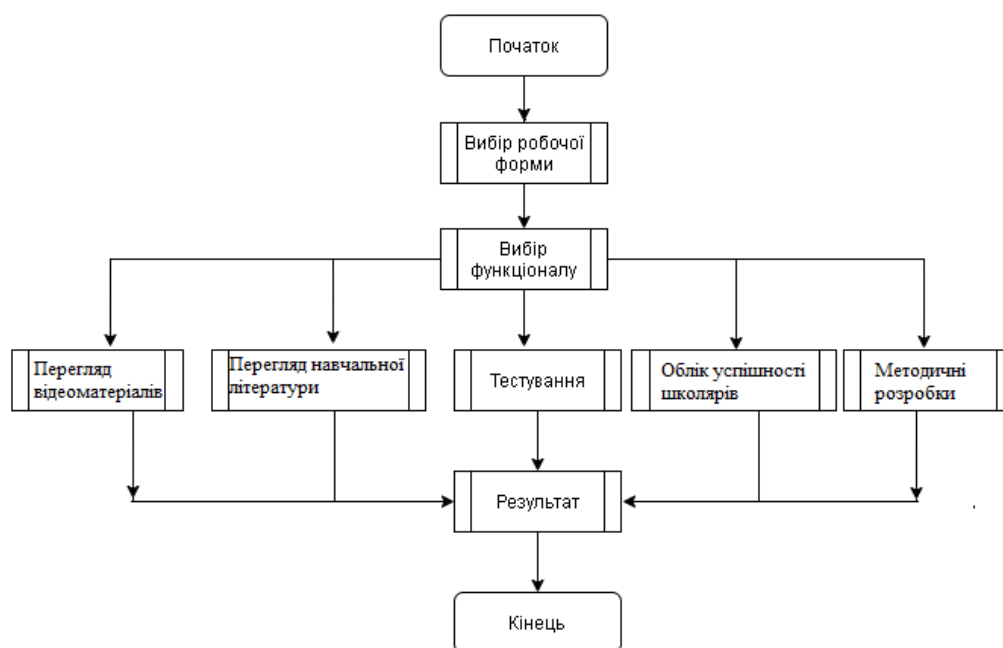 Початок
Вибір робочої
форми
Вибір
функціоналу
Перегляд
відеоматеріалів
Перегляд навчальної
літератури
Тестування
Облік успішності
школярів
Методичні
розробки
Результат
Кінець